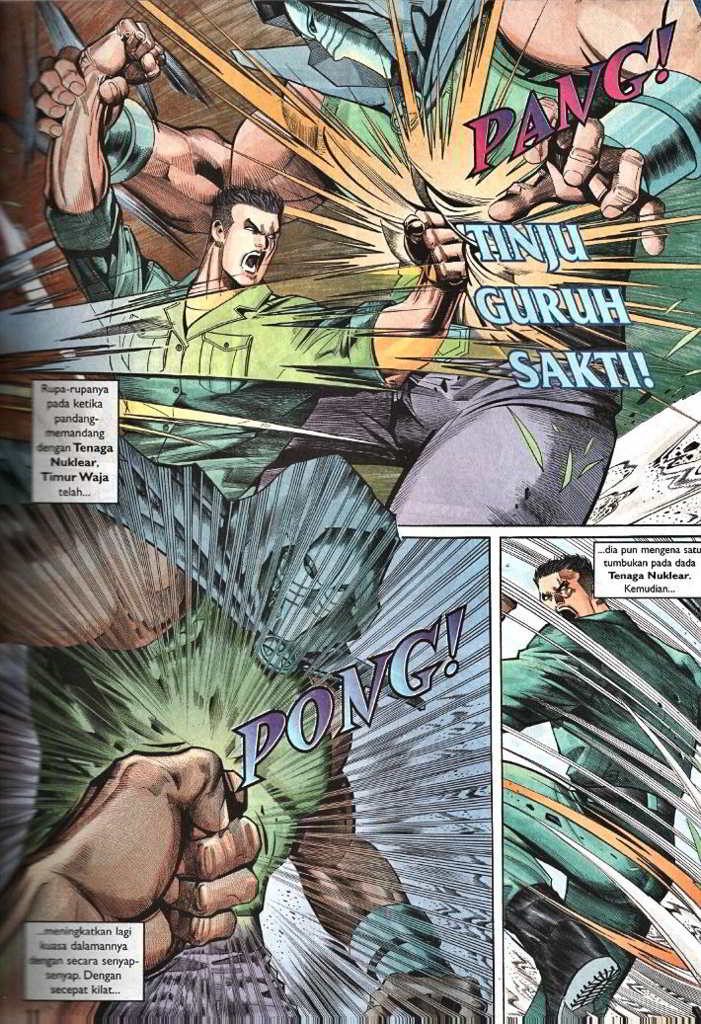 PANG!
TINJU
GURUH
SAKTI!
Rupa-rupanya
pada ketika
pandang-
memandang
dengan Tenaga
Nuklear,
Timur Waja
telah...
...meningkatkan lagi
kuasa dalamannya
dengan secara senyap-
senyap. Dengan
secepat kilat...
PONG!
...dia pun mengena satu
tumbukan pada dada
Tenaga Nuklear.
Kemudian...